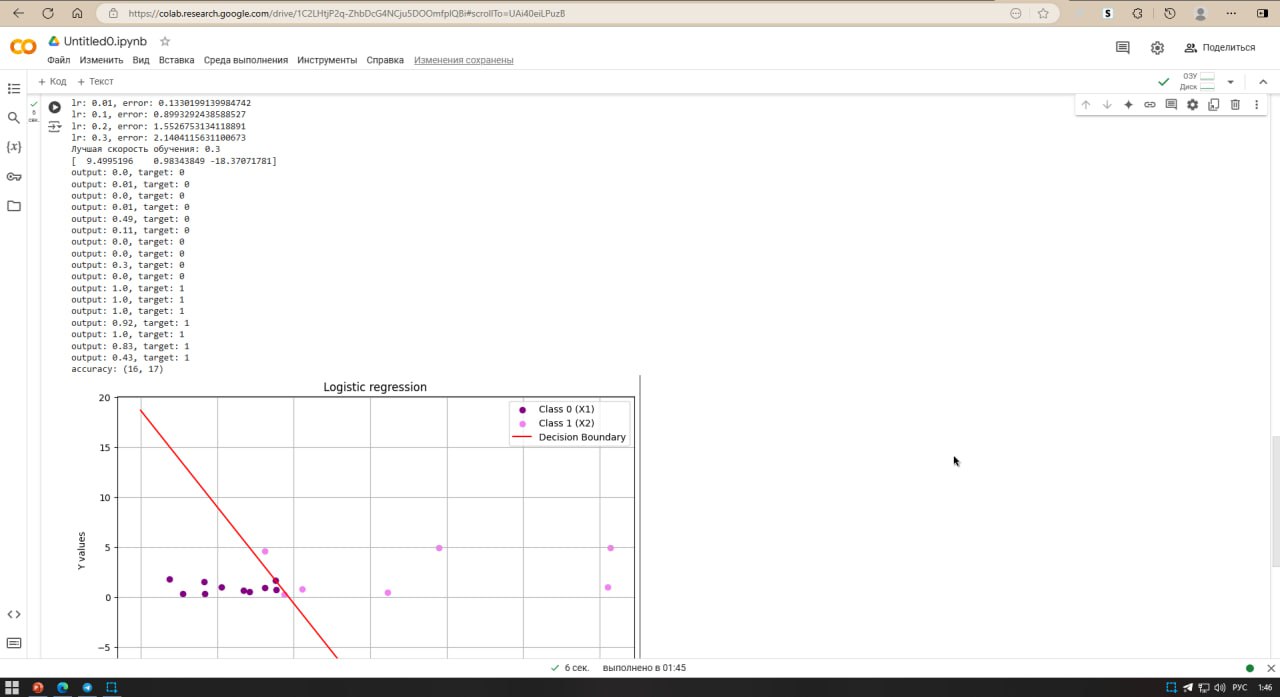 https://colab.research.google.com/drive/1C2LHtjP2q-ZhbDcG4NCju5DOOmfplQBi#scrollTo=UAi40eiLPuzB
S
Untitled0.ipynb
Файл Изменить Вид Вставка Среда выполнения Инструменты Справка Изменения сохранены
Поделиться
+ Код + Текст
ОЗУ
Диск
6
сек.
{x}
lr: 0.01, error: 0.1330199139984742
lr: 0.1, error: 0.8993292438588527
lr: 0.2, error: 1.5526753134118891
lr: 0.3, error: 2.1404115631100673
Лучшая скорость обучения: 0.3
[ 9.4995196 0.98343849 -18.37071781]
output: 0.0, target: 0
output: 0.01, target: 0
output: 0.0, target: 0
output: 0.01, target: 0
output: 0.49, target: 0
output: 0.11, target: 0
output: 0.0, target: 0
output: 0.0, target: 0
output: 0.3, target: 0
output: 0.0, target: 0
output: 1.0, target: 1
output: 1.0, target: 1
output: 1.0, target: 1
output: 0.92, target: 1
output: 1.0, target: 1
output: 0.83, target: 1
output: 0.43, target: 1
accuracy: (16, 17)
Logistic regression
Class 0 (X1)
Class 1 (X2)
Decision Boundary
20
15
10
5
0
−5
Y values
6 сек. выполнено в 01:45
РУС 1:46